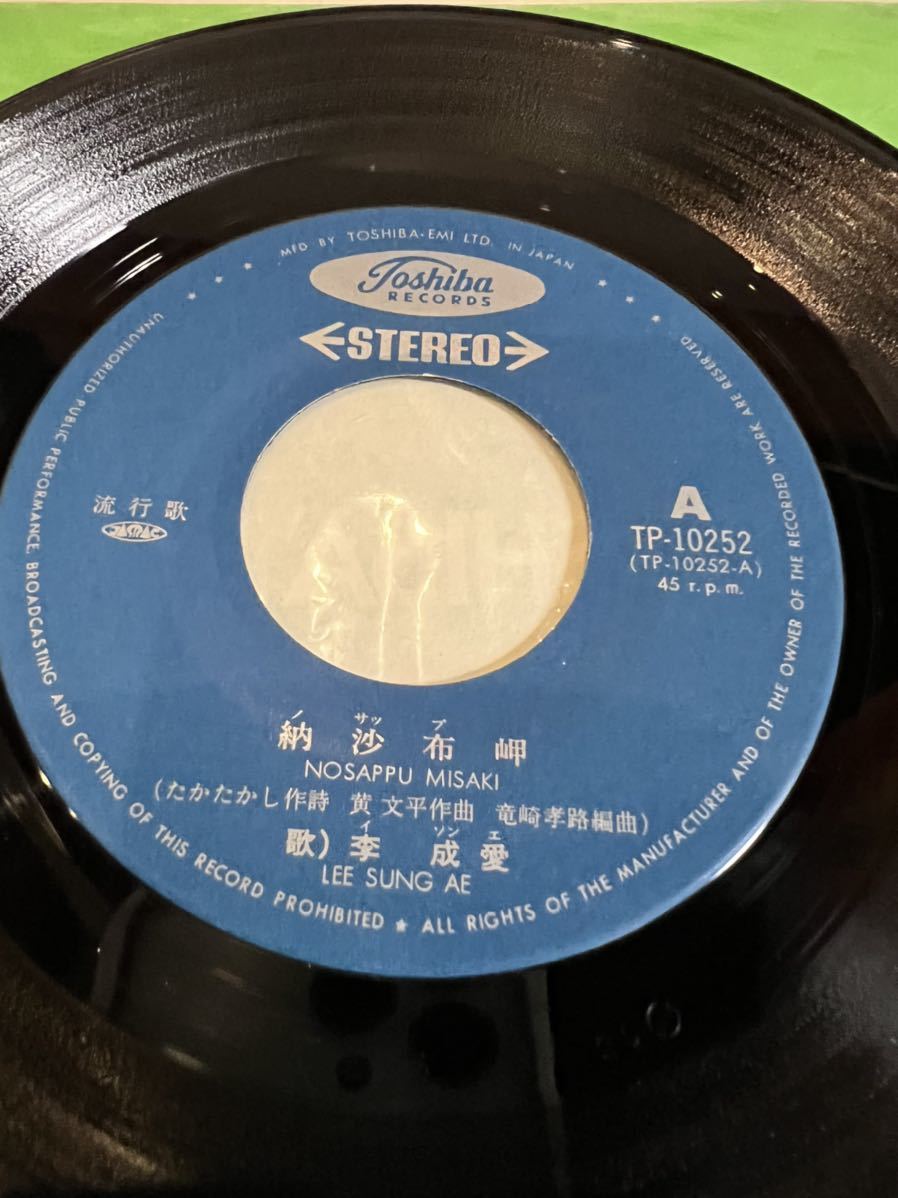 MFD BY TOSHIBA-EMI LTD. IN JAPAN
Toshiba
RECORDS
STEREO
流行歌
JASRAC
A
TP-10252
(TP-10252-A)
45 r.p.m.
ノ サッ プ
納沙布岬
NOSAPPU MISAKI
(たかたかし作詩 黄文平作曲 竜崎孝路編曲)
イ ソン エ
歌)李成愛
LEE SUNG AE
UNAUTHORIZED PUBLIC PERFORMANCE, BROADCASTING AND COPYING OF THIS RECORD PROHIBITED ★ ALL RIGHTS OF THE MANUFACTURER AND OF THE OWNER OF THE RECORDED WORK ARE RESERVED